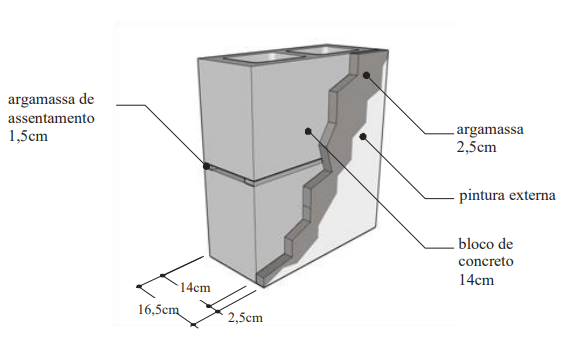 argamassa de
assentamento
1,5cm
argamassa
2,5cm
pintura externa
bloco de
concreto
14cm
14cm
16,5cm
2,5cm